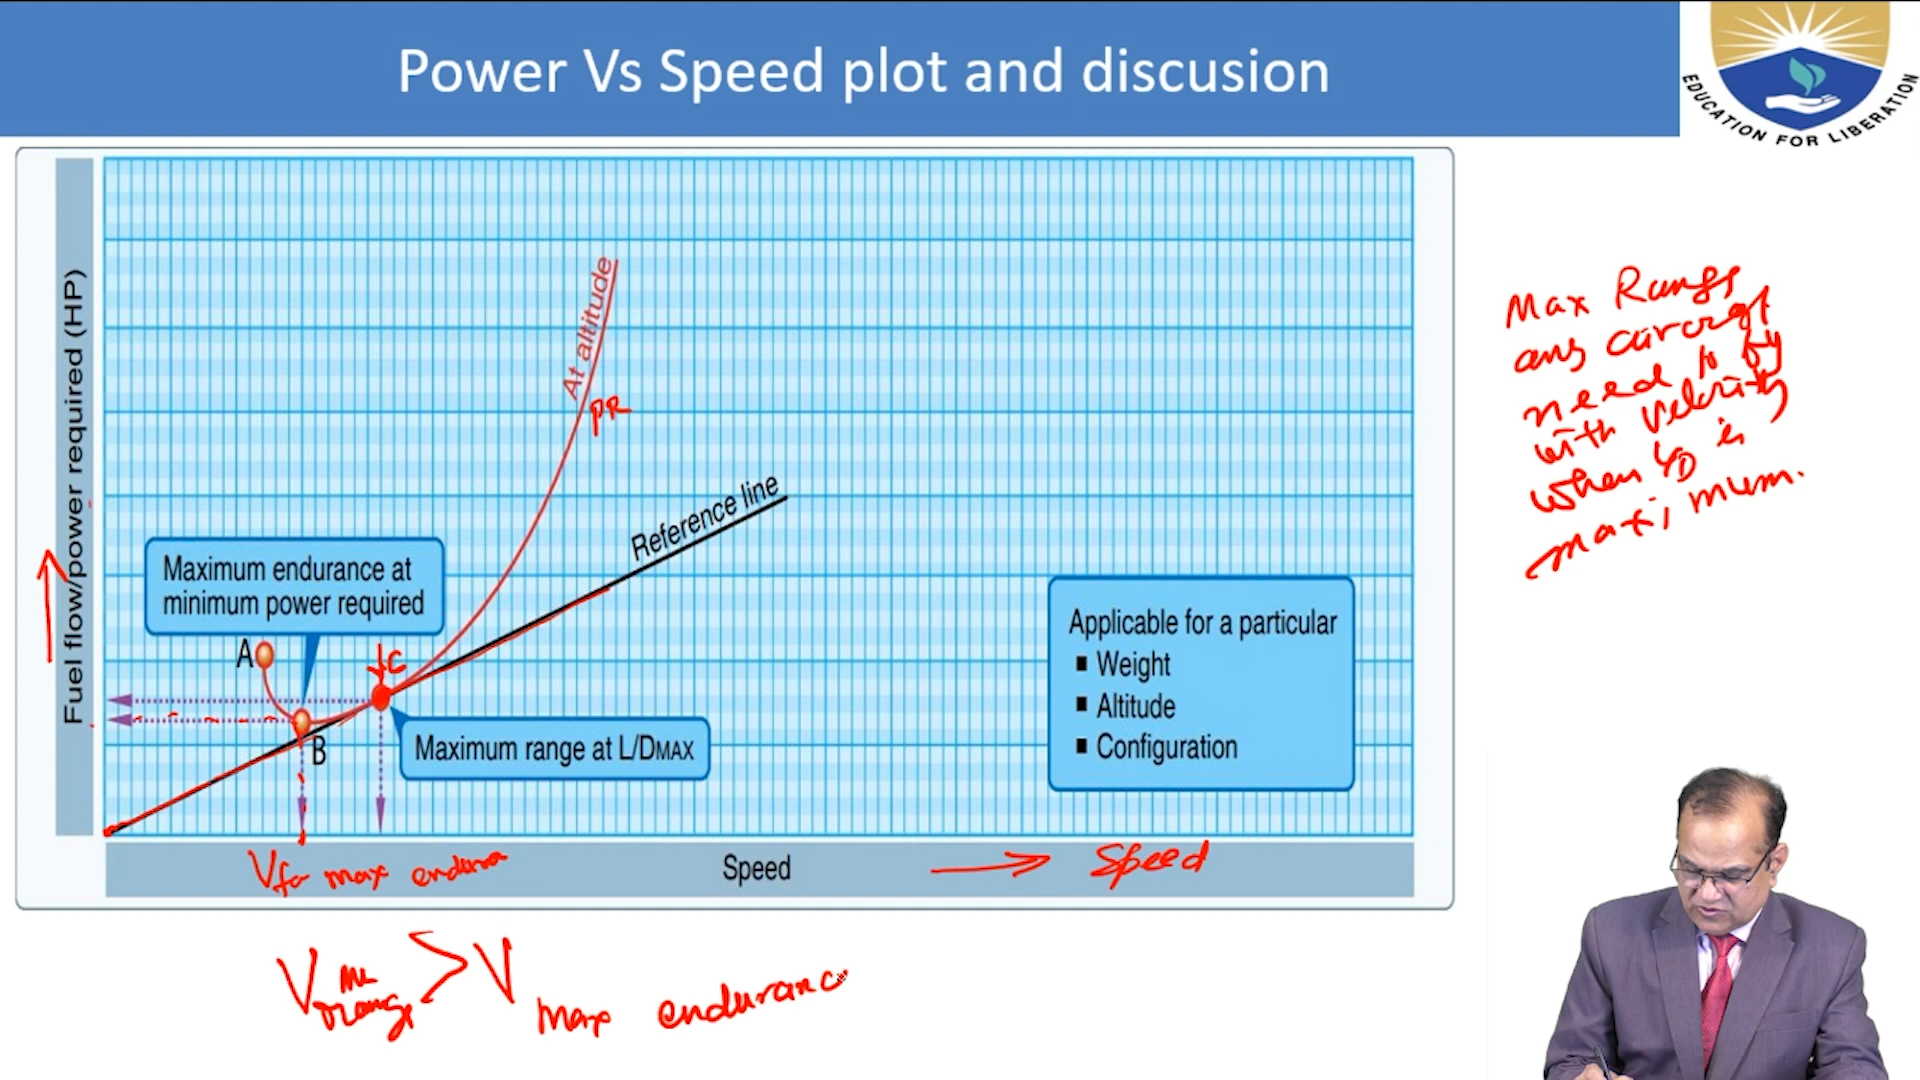 Power Vs Speed plot and discusion
EDUCATION FOR LIBERATION
Fuel flow/power required (HP)
At altitude
PR
Reference line
Maximum endurance at
minimum power required
A
B
C
Maximum range at L/DMAX
Applicable for a particular
▪ Weight
▪ Altitude
▪ Configuration
V for max endura
Speed
Speed
V range > V max endurance
Max Range
any aircraft
need to fly
with velocity
when L/D is
maximum.